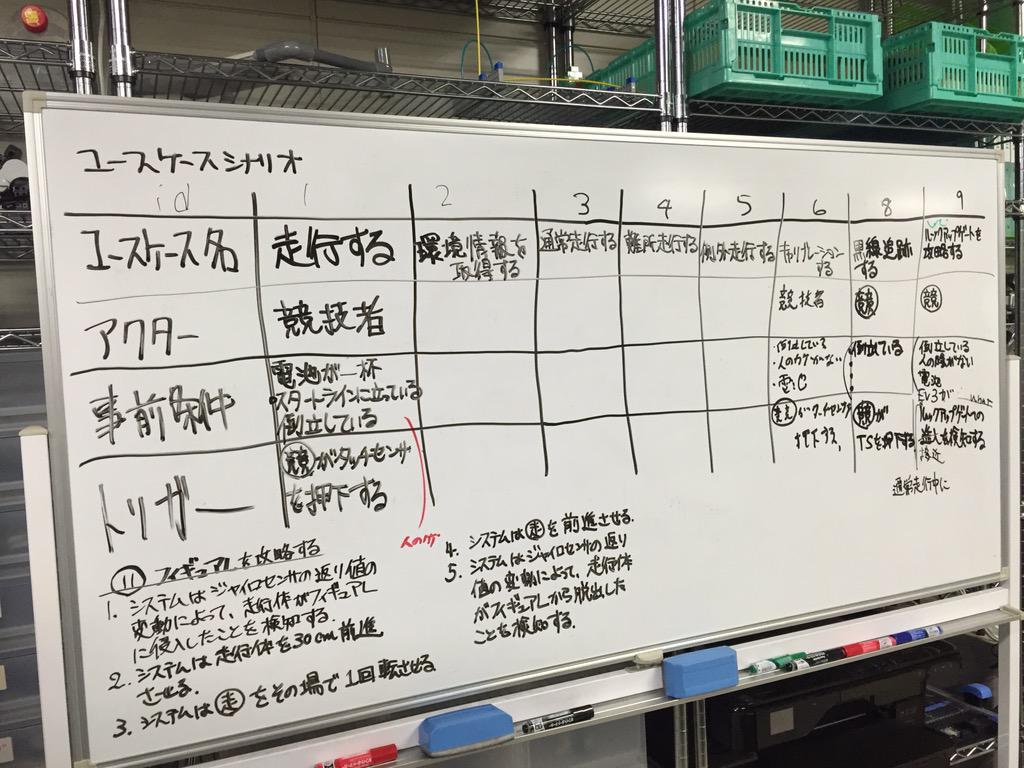 ユースケースシナリオ
id 1 2 3 4 5 6 8 9
ユースケース名 走行する 環境情報を 通常走行する 難所走行する 例外走行する キャリブレーション 黒線追跡 ルックアップゲートを
取得する する する 攻略する
アクター 競技者 競技者 競 競
事前条件 電池が一杯
スタートラインに立っている
倒立している
・倒立している
人のカゲがない
・電池
倒立している
倒立している
人の陰がない
電池
EV3が
トリガー 競がタッチセンサ
を押下する
競がタッチセンサ
競が
TSを押下する
ルックアップゲートへの
進入を検知する
接近
通常走行中に
人のカゲ
11 フィギュアLを攻略する
1. システムはジャイロセンサの返り値の
変動によって、走行体がフィギュアL
に侵入したことを検知する.
2. システムは走行体を30cm前進
させる.
3. システムは走をその場で1回転させる
4. システムは走を前進させる.
5. システムはジャイロセンサの返り
値の変動によって、走行体
がフィギュアLから脱出した
ことを検知する.